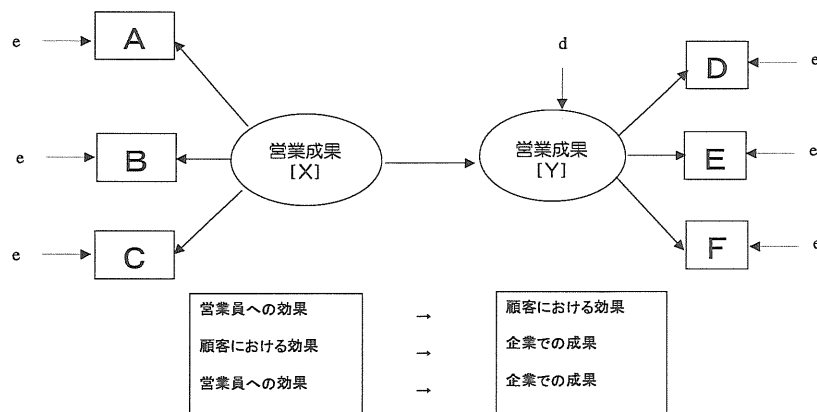 e
A
d
D
e
e
B
営業成果
[X]
営業成果
[Y]
E
e
e
C
F
e
営業員への効果 → 顧客における効果
顧客における効果 → 企業での成果
営業員への効果 → 企業での成果